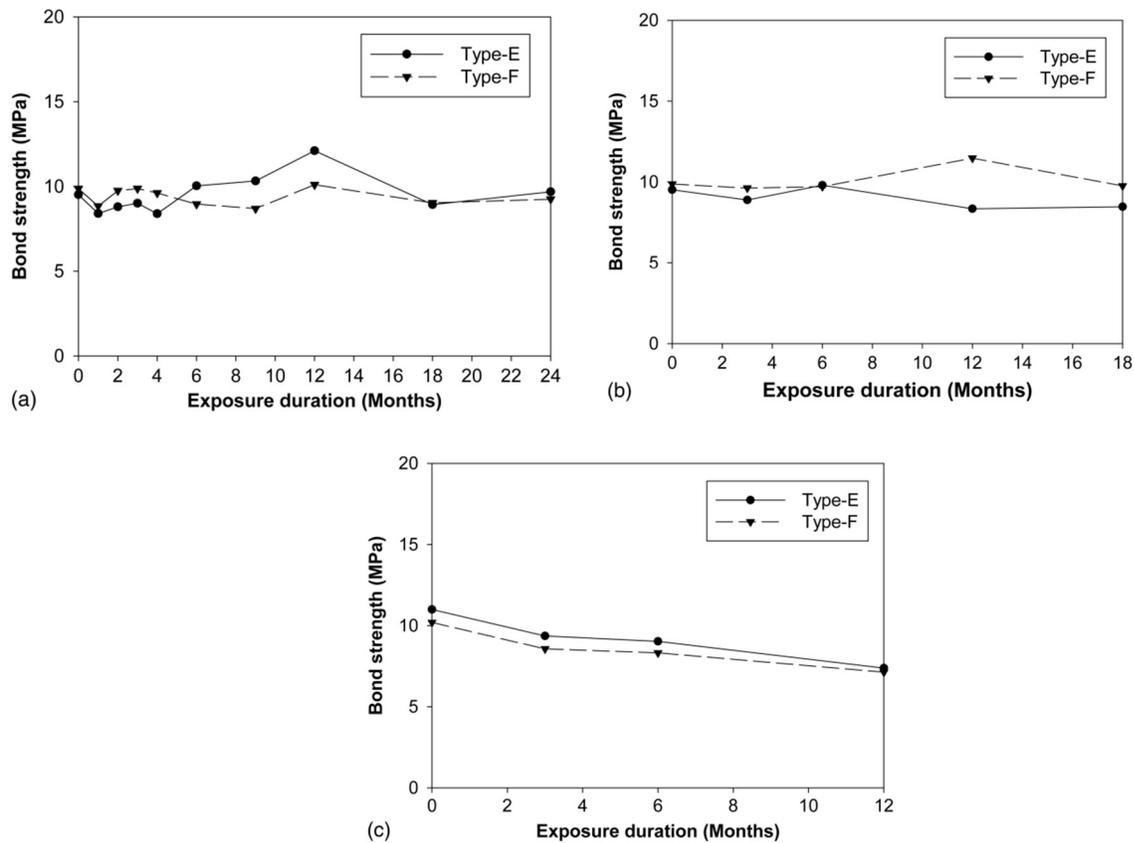 20
15
10
5
0
Bond strength (MPa)
Type-E
Type-F
0 2 4 6 8 10 12 14 16 18 20 22 24
Exposure duration (Months)
(a)
20
15
10
5
0
Bond strength (MPa)
Type-E
Type-F
0 2 4 6 8 10 12 14 16 18
Exposure duration (Months)
(b)
20
15
10
5
0
Bond strength (MPa)
Type-E
Type-F
0 2 4 6 8 10 12
Exposure duration (Months)
(c)